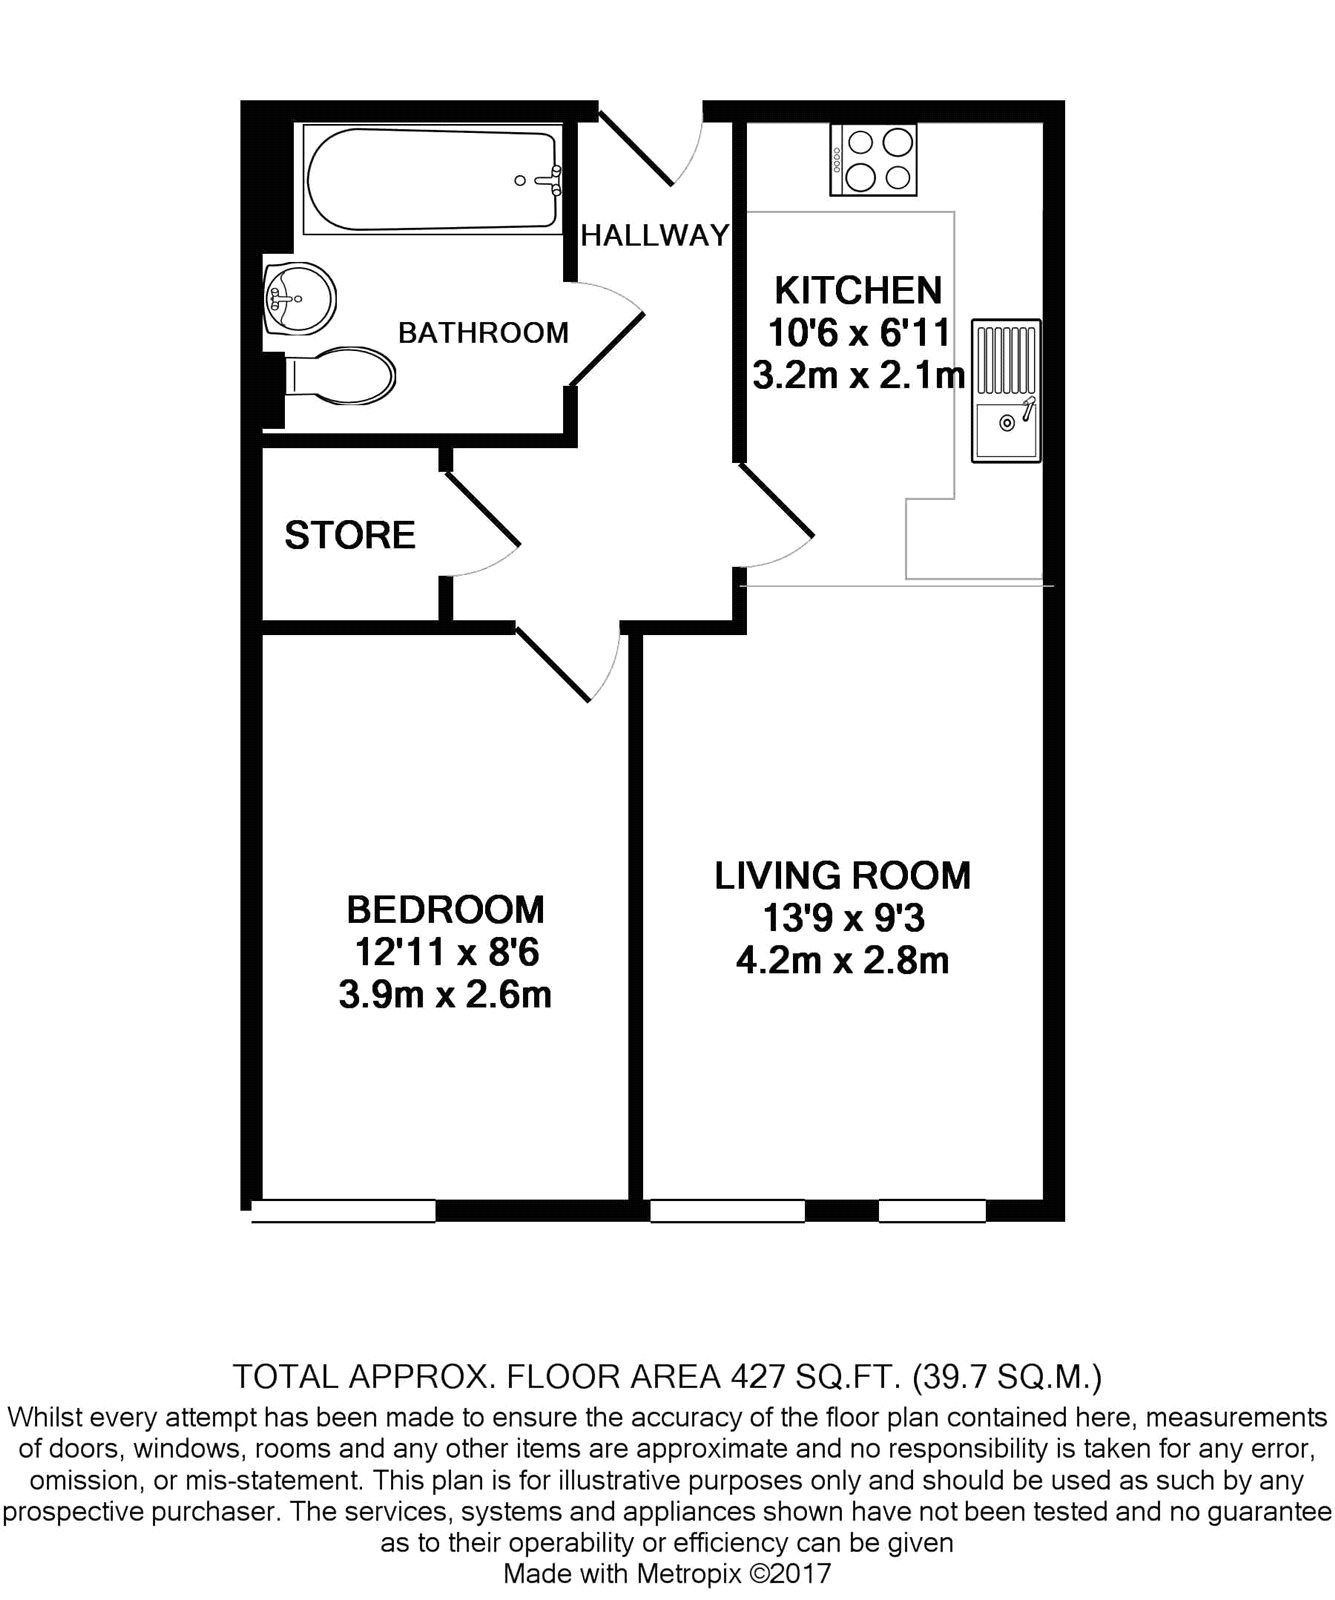 HALLWAY
KITCHEN
10'6 x 6'11
3.2m x 2.1m
BATHROOM
STORE
LIVING ROOM
13'9 x 9'3
4.2m x 2.8m
BEDROOM
12'11 x 8'6
3.9m x 2.6m
TOTAL APPROX. FLOOR AREA 427 SQ.FT. (39.7 SQ.M.)
Whilst every attempt has been made to ensure the accuracy of the floor plan contained here, measurements
of doors, windows, rooms and any other items are approximate and no responsibility is taken for any error,
omission, or mis-statement. This plan is for illustrative purposes only and should be used as such by any
prospective purchaser. The services, systems and appliances shown have not been tested and no guarantee
as to their operability or efficiency can be given
Made with Metropix ©2017